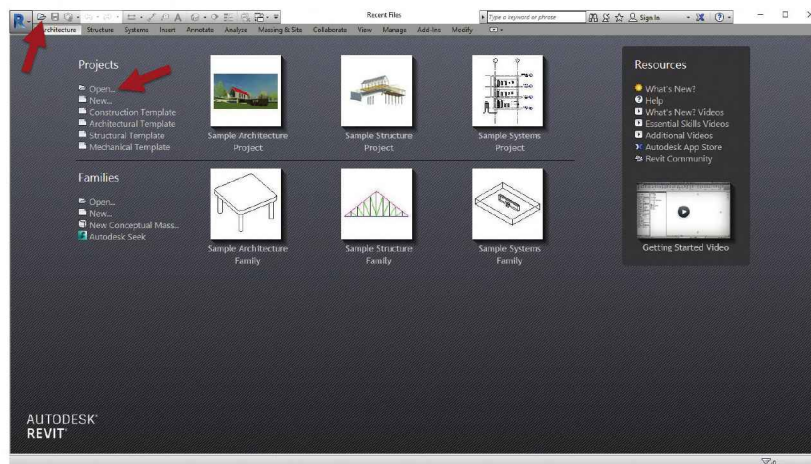 Recent Files
Type a keyword or phrase
Sign In
Architecture Structure Systems Insert Annotate Analyze Massing & Site Collaborate View Manage Add-Ins Modify
Projects
Open...
New...
Construction Template
Architectural Template
Structural Template
Mechanical Template
Sample Architecture
Project
Sample Structure
Project
Sample Systems
Project
Families
Open...
New...
New Conceptual Mass...
Autodesk Seek
Sample Architecture
Family
Sample Structure
Family
Sample Systems
Family
Resources
What's New?
Help
What's New? Videos
Essential Skills Videos
Additional Videos
Autodesk App Store
Revit Community
Getting Started Video
AUTODESK®
REVIT®